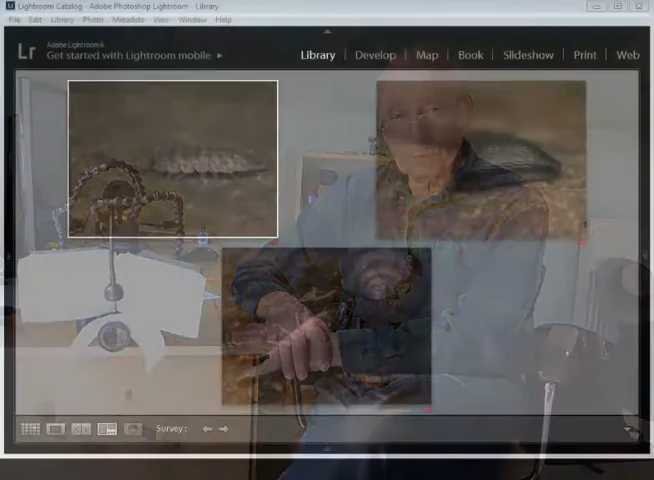 Lightroom Catalog - Adobe Photoshop Lightroom - Library
File Edit Library Photo Metadata View Window Help
Lr
Adobe Lightroom
Get started with Lightroom mobile
Library | Develop | Map | Book | Slideshow | Print | Web
Survey :